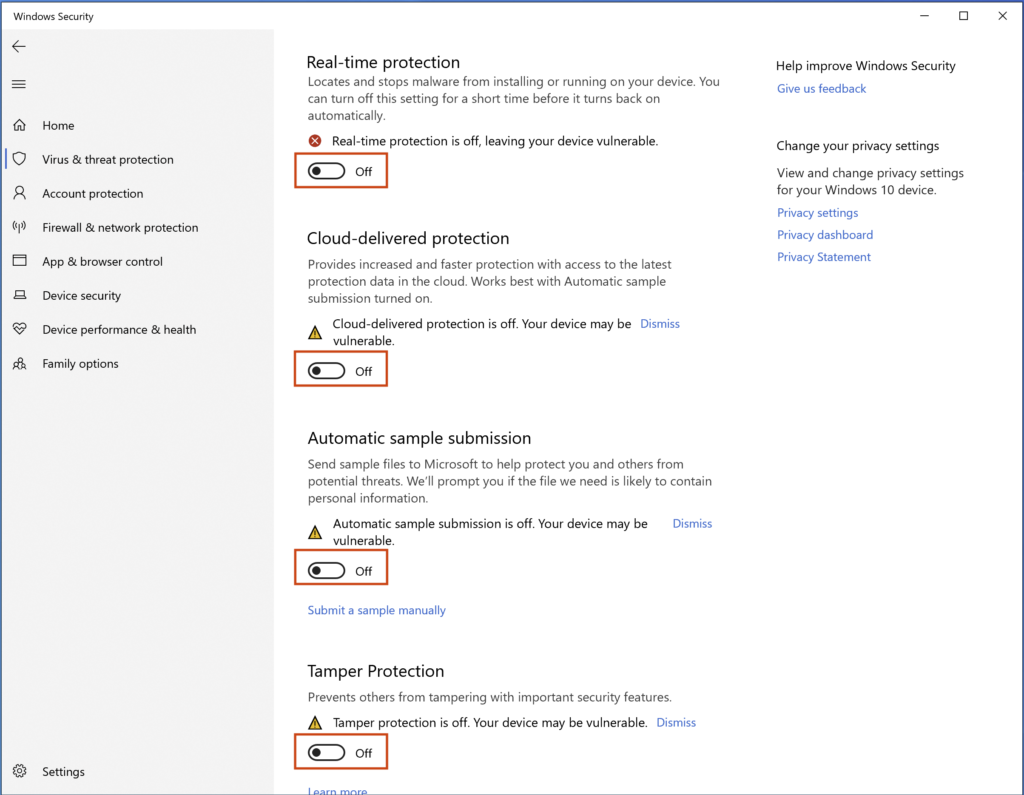 Windows Security
Home
Virus & threat protection
Account protection
Firewall & network protection
App & browser control
Device security
Device performance & health
Family options
Settings
Real-time protection
Locates and stops malware from installing or running on your device. You
can turn off this setting for a short time before it turns back on
automatically.
Real-time protection is off, leaving your device vulnerable.
Off
Cloud-delivered protection
Provides increased and faster protection with access to the latest
protection data in the cloud. Works best with Automatic sample
submission turned on.
Cloud-delivered protection is off. Your device may be Dismiss
vulnerable.
Off
Automatic sample submission
Send sample files to Microsoft to help protect you and others from
potential threats. We’ll prompt you if the file we need is likely to contain
personal information.
Automatic sample submission is off. Your device may be Dismiss
vulnerable.
Off
Submit a sample manually
Tamper Protection
Prevents others from tampering with important security features.
Tamper protection is off. Your device may be vulnerable. Dismiss
Off
Learn more
Help improve Windows Security
Give us feedback
Change your privacy settings
View and change privacy settings
for your Windows 10 device.
Privacy settings
Privacy dashboard
Privacy Statement